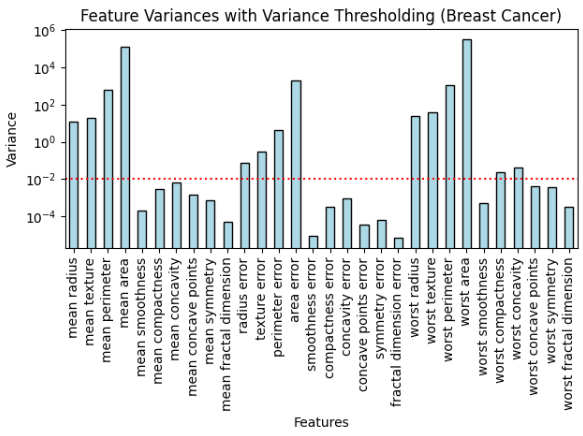 Feature Variances with Variance Thresholding (Breast Cancer)
Variance
10^6
10^4
10^2
10^0
10^−2
10^−4
mean radius
mean texture
mean perimeter
mean area
mean smoothness
mean compactness
mean concavity
mean concave points
mean symmetry
mean fractal dimension
radius error
texture error
perimeter error
area error
smoothness error
compactness error
concavity error
concave points error
symmetry error
fractal dimension error
worst radius
worst texture
worst perimeter
worst area
worst smoothness
worst compactness
worst concavity
worst concave points
worst symmetry
worst fractal dimension
Features